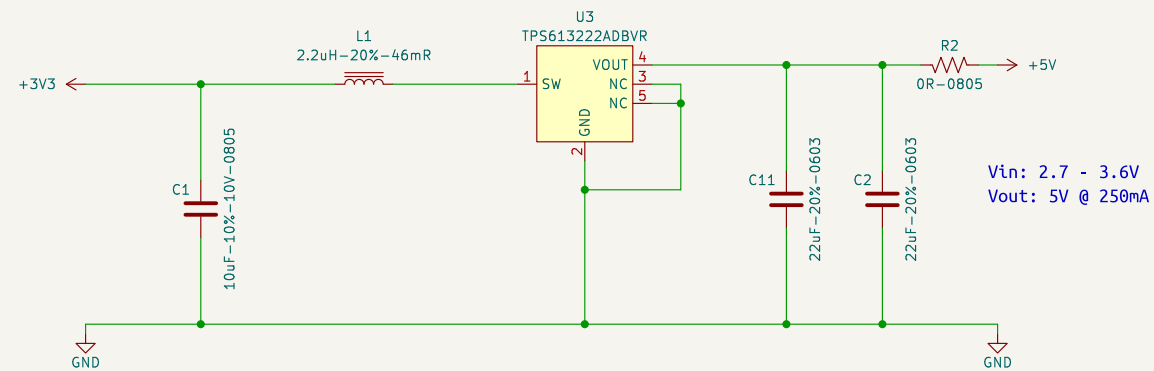 U3
TPS613222ADBVR
L1
2.2uH-20%-46mR
R2
0R-0805
+3V3
+5V
1
SW
VOUT
4
NC
3
NC
5
GND
2
C1
10uF-10%-10V-0805
C11
22uF-20%-0603
C2
22uF-20%-0603
Vin: 2.7 - 3.6V
Vout: 5V @ 250mA
GND
GND